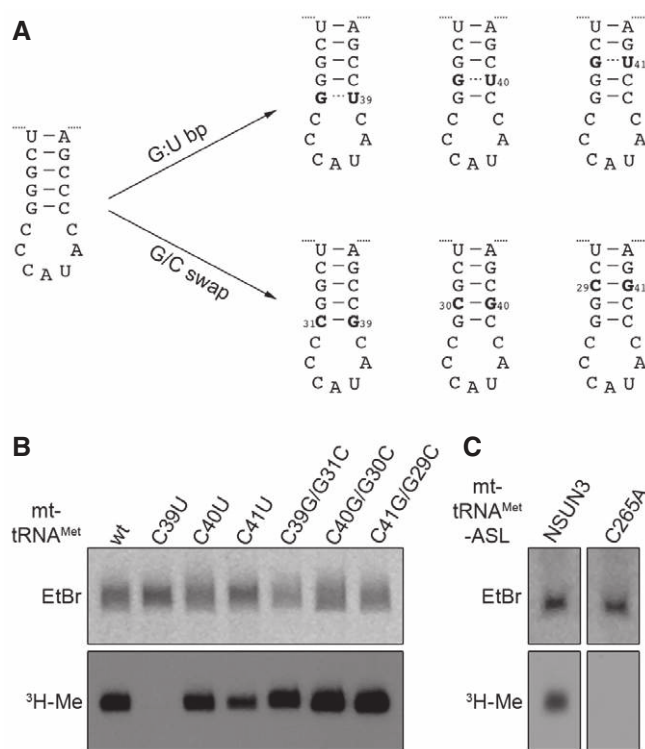 A
U – A U – A U – A
C – G C – G C – G
G – C G – C G ··· U41
G – C G ··· U40 G – C
G ··· U39 G – C G – C
C C C C C C
C A C A C A
C A U C A U C A U
G:U bp
U – A
C – G
G – C
G – C
G – C
C C
C A
C A U
G/C swap
U – A U – A U – A
C – G C – G C – G
G – C G – C 29C – G41
G – C 30C – G40 G – C
31C – G39 G – C G – C
C C C C C C
C A C A C A
C A U C A U C A U
B
mt-
tRNAMet
wt C39U C40U C41U C39G/G31C C40G/G30C C41G/G29C
EtBr
3H-Me
C
mt-
tRNAMet
-ASL
NSUN3 C265A
EtBr
3H-Me